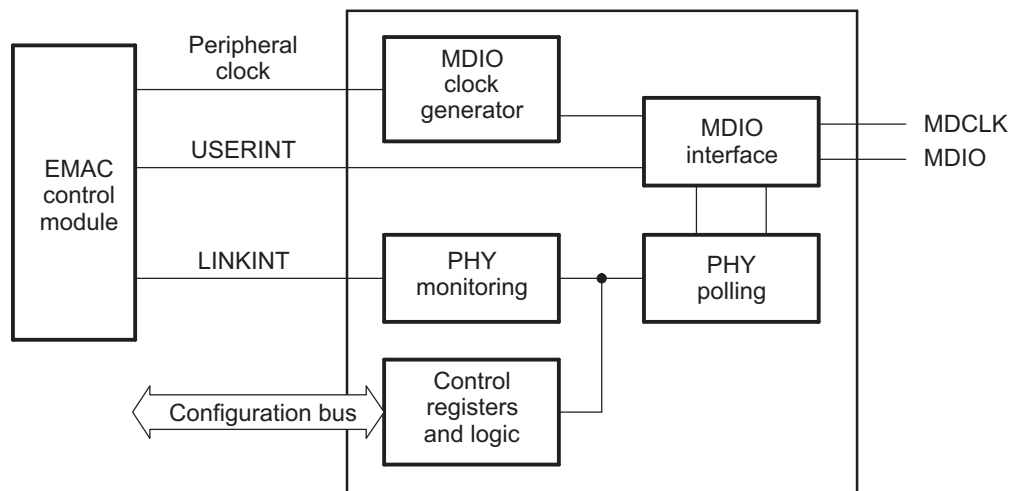 Peripheral
clock
MDIO
clock
generator
MDIO
interface
MDCLK
MDIO
USERINT
EMAC
control
module
LINKINT
PHY
monitoring
PHY
polling
Control
registers
and logic
Configuration bus